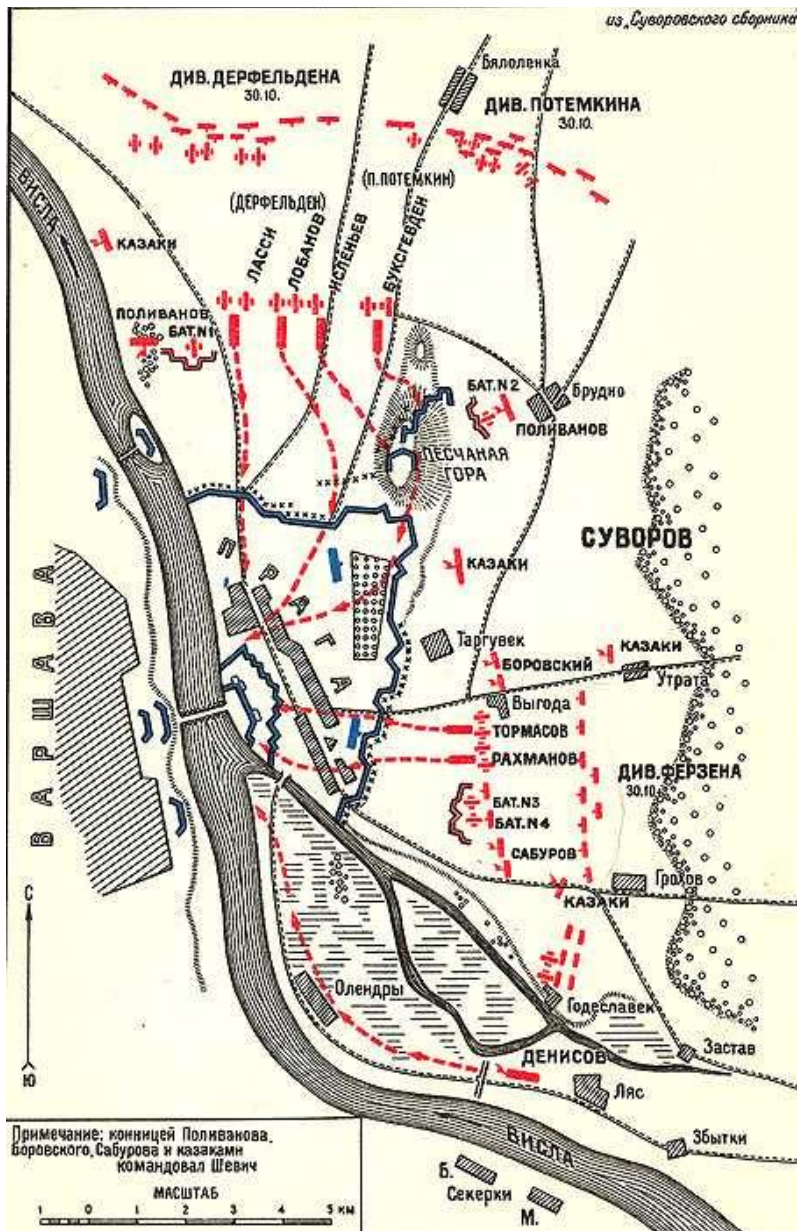 из „Суворовского сборника"
Бялоленка
ДИВ. ДЕРФЕЛЬДЕНА
30.10.
ДИВ. ПОТЕМКИНА
30.10.
ВИСЛА
(ДЕРФЕЛЬДЕН)
(П. ПОТЕМКИН)
КАЗАКИ
ЛАССИ
ЛОБАНОВ
ИСЛЕНЬЕВ
БУКСГЕВДЕН
ПОЛИВАНОВ
БАТ. N1
БАТ. N2
Брудно
ПОЛИВАНОВ
ПЕСЧАНАЯ
ГОРА
СУВОРОВ
ПРАГА
КАЗАКИ
Таргувек
КАЗАКИ
БОРОВСКИЙ
Утрата
Выгода
ВАРШАВА
ТОРМАСОВ
РАХМАНОВ
ДИВ. ФЕРЗЕНА
30.10.
БАТ. N3
БАТ. N4
САБУРОВ
Грохов
КАЗАКИ
С
Олендры
Годеславек
Ю
ДЕНИСОВ
Застав
Ляс
ВИСЛА
Збытки
Б.
Секерки
М.
Примечание: конницей Поливанова,
Боровского, Сабурова и казаками
командовал Шевич
МАСШТАБ
1 0 1 2 3 4 5 км